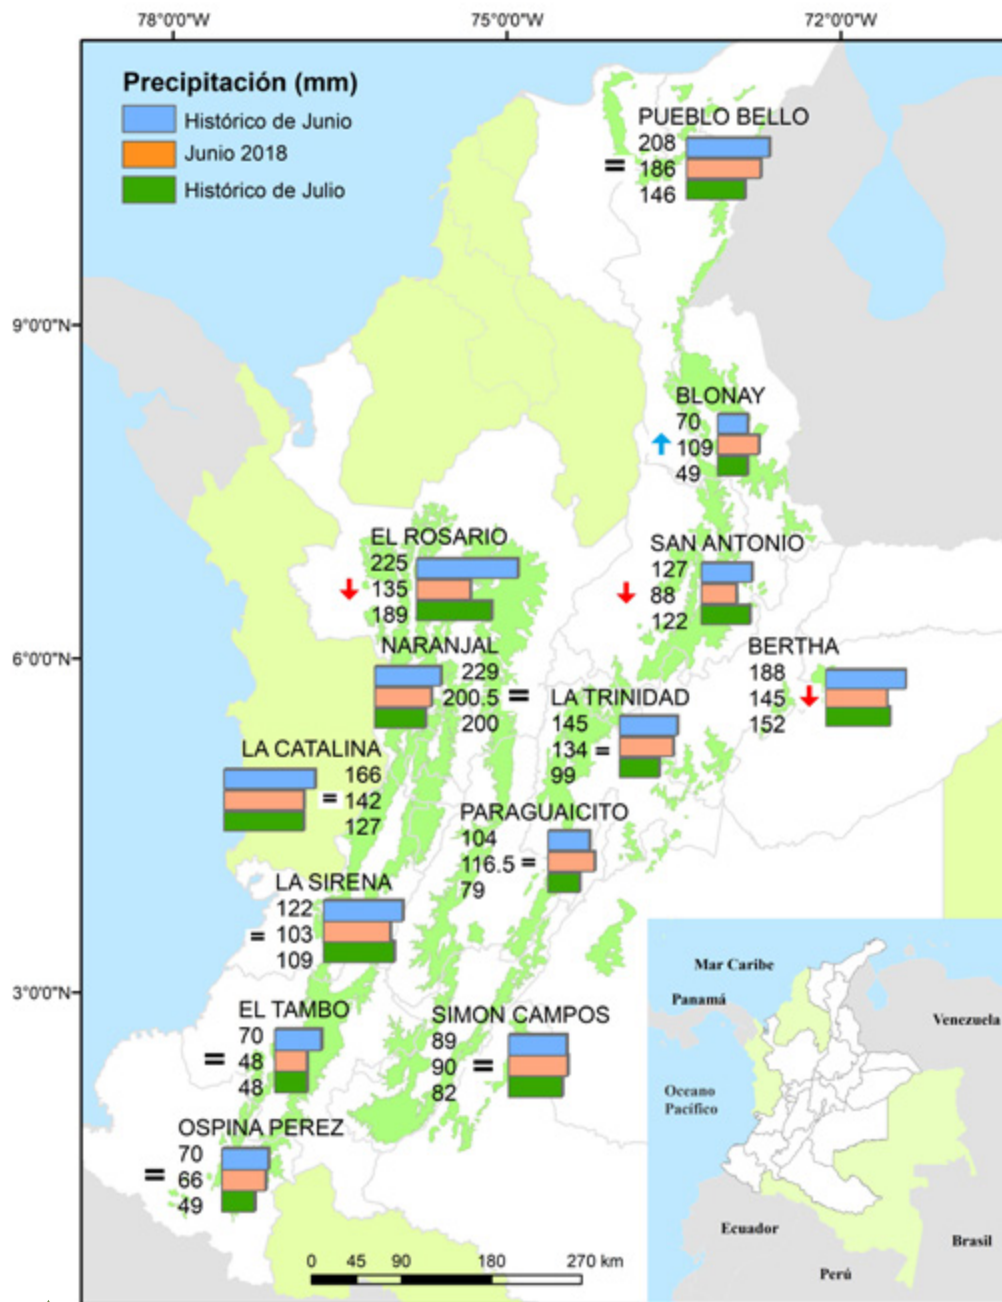 78°0'0"W
75°0'0"W
72°0'0"W
Precipitación (mm)
Histórico de Junio
Junio 2018
Histórico de Julio
PUEBLO BELLO
208
= 186
146
9°0'0"N
BLONAY
70
109
49
EL ROSARIO
225
135
189
SAN ANTONIO
127
88
122
6°0'0"N
NARANJAL
229
200.5 =
200
BERTHA
188
145
152
LA TRINIDAD
145
134 =
99
LA CATALINA
166
= 142
127
PARAGUAICITO
104
116.5 =
79
LA SIRENA
122
= 103
109
3°0'0"N
EL TAMBO
70
= 48
48
SIMON CAMPOS
89
90 =
82
OSPINA PEREZ
70
= 66
49
0 45 90 180 270 km
Mar Caribe
Panamá
Venezuela
Oceano
Pacífico
Ecuador
Brasil
Perú